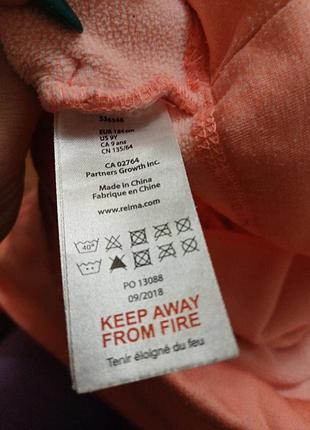 536346
EUR 134 cm
US 9Y
CA 9 ans
CN 135/64
CA 02764
Partners Growth Inc.
Made in China
Fabriqué en Chine
www.reima.com
40°
PO 13088
09/2018
KEEP AWAY
FROM FIRE
Tenir éloigné du feu